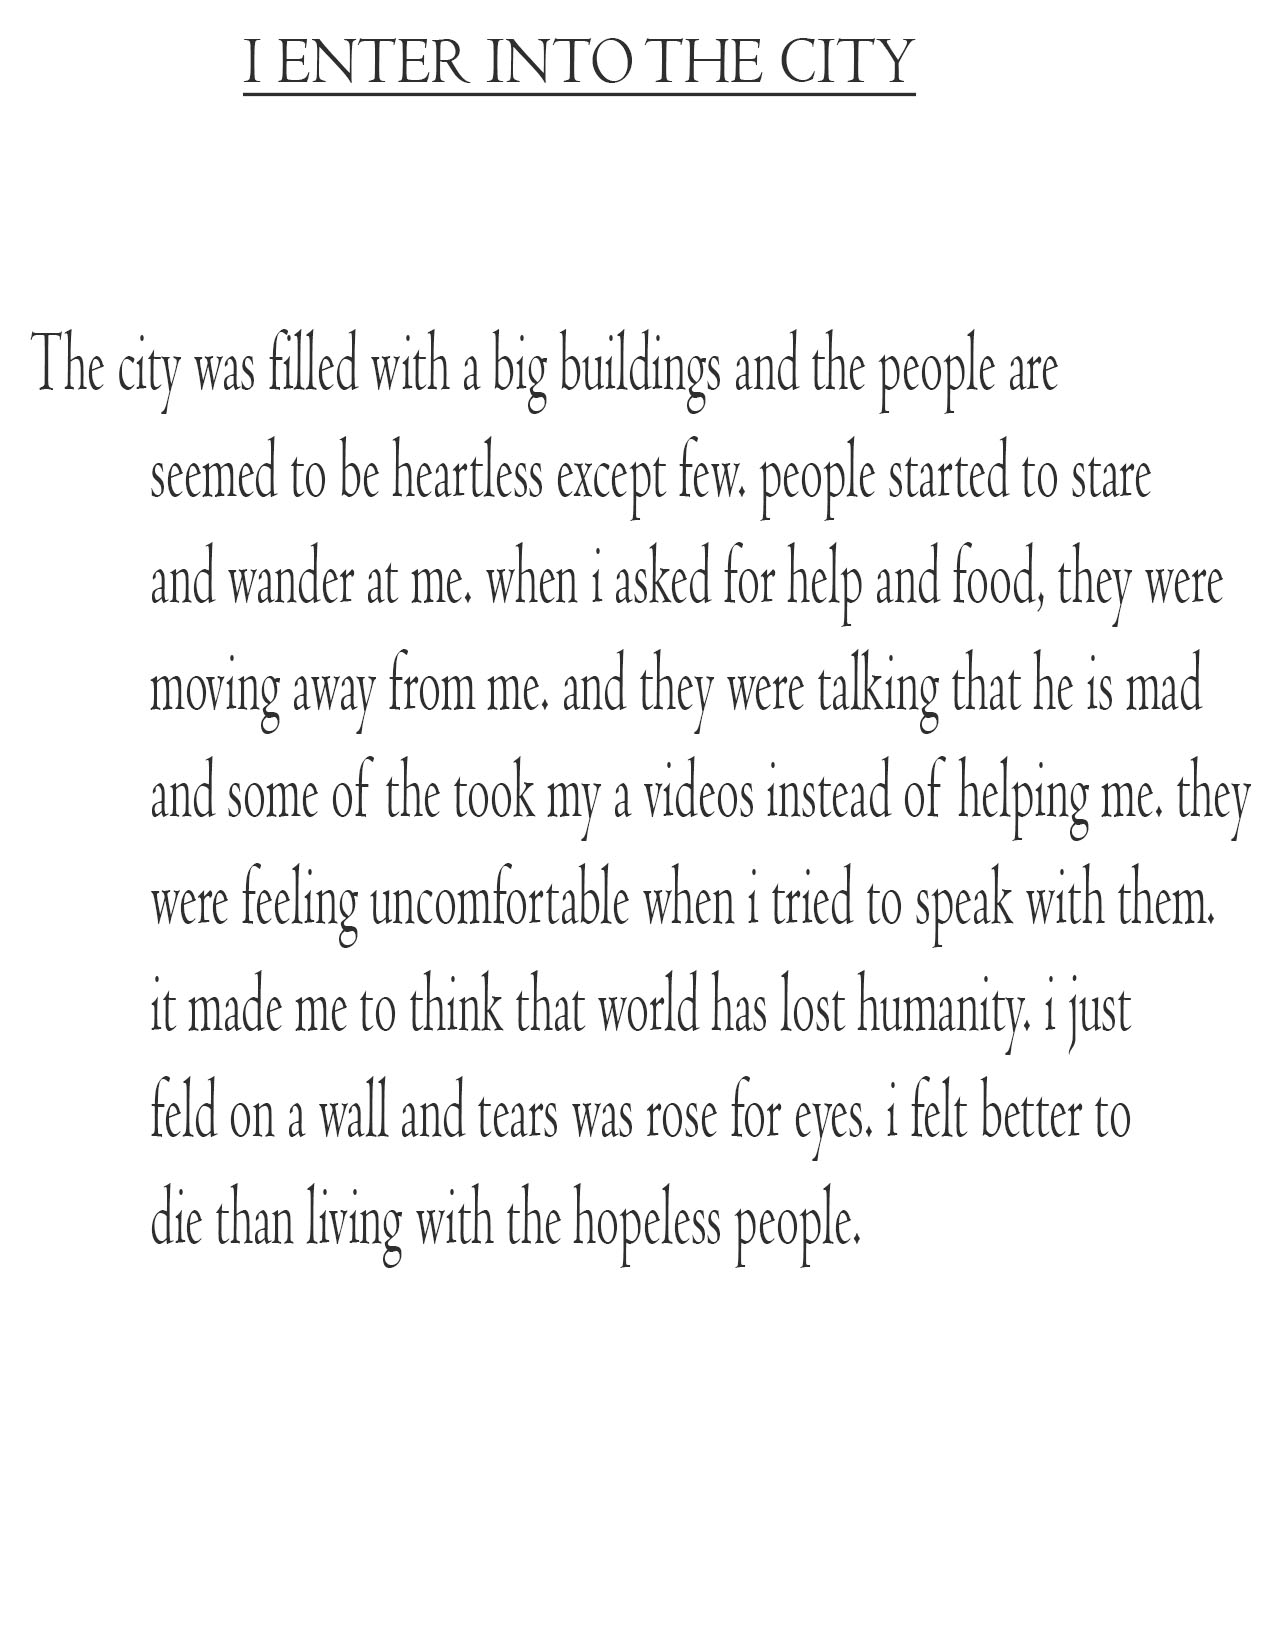 I ENTER INTO THE CITY
The city was filled with a big buildings and the people are
seemed to be heartless except few. people started to stare
and wander at me. when i asked for help and food, they were
moving away from me. and they were talking that he is mad
and some of the took my a videos instead of helping me. they
were feeling uncomfortable when i tried to speak with them.
it made me to think that world has lost humanity. i just
feld on a wall and tears was rose for eyes. i felt better to
die than living with the hopeless people.